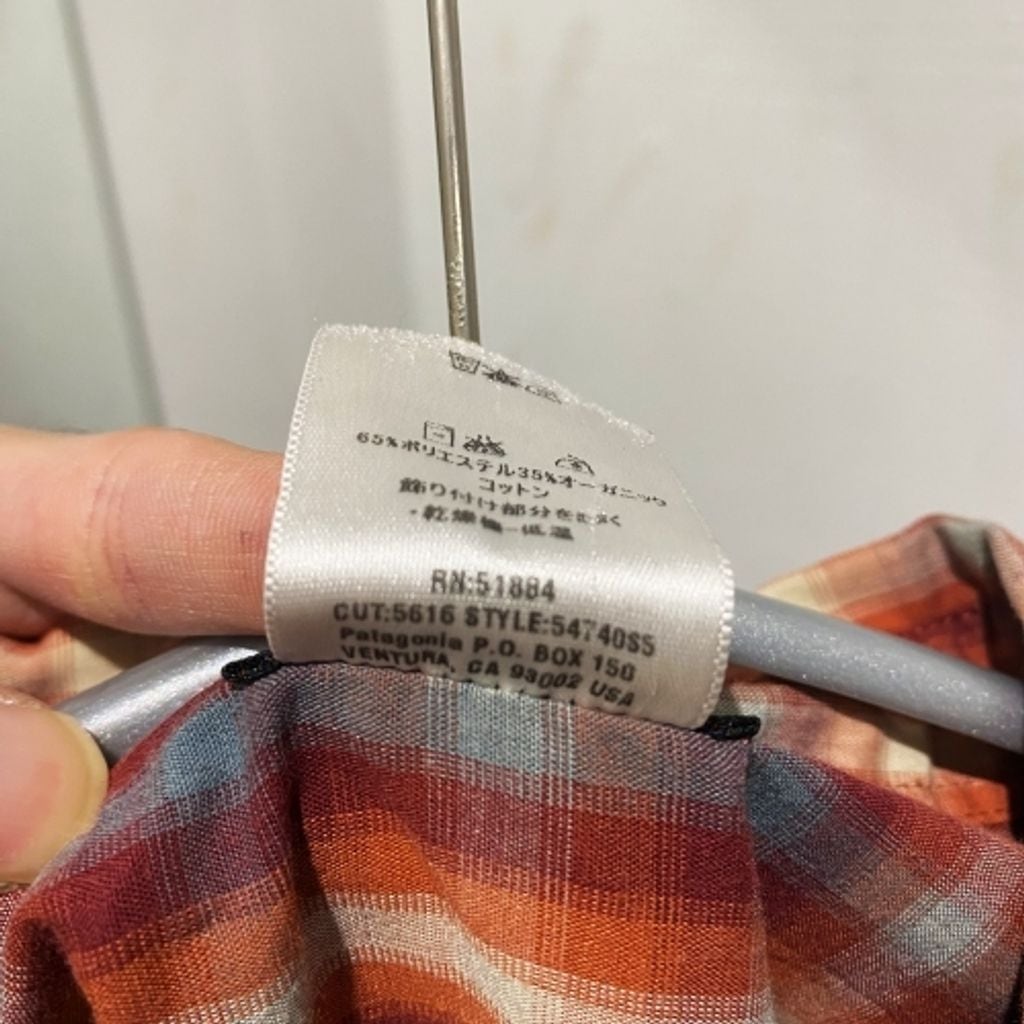 65%ポリエステル35%オーガニック
コットン
飾り付け部分を除く
・乾燥機－低温
RN:51884
CUT:5616 STYLE:54740S5
Patagonia P.O. BOX 150
VENTURA, CA 93002 USA